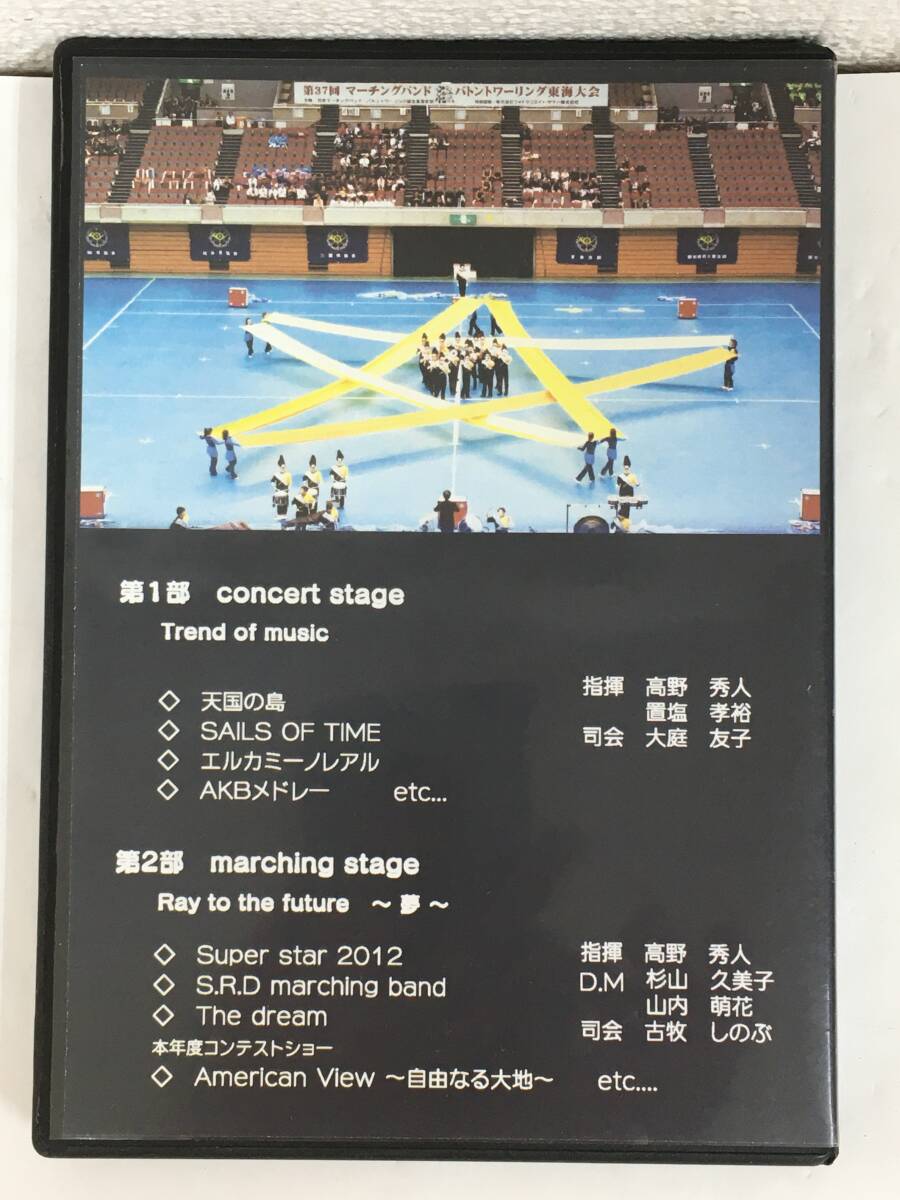 第37回 マーチングバンド バトントワーリング東海大会
第1部 concert stage
Trend of music
◇ 天国の島
◇ SAILS OF TIME
◇ エルカミーノレアル
◇ AKBメドレー etc...
指揮 高野 秀人
置塩 孝裕
司会 大庭 友子
第2部 marching stage
Ray to the future ～夢～
◇ Super star 2012
◇ S.R.D marching band
◇ The dream
本年度コンテストショー
◇ American View ～自由なる大地～ etc....
指揮 高野 秀人
D.M 杉山 久美子
山内 萌花
司会 古牧 しのぶ